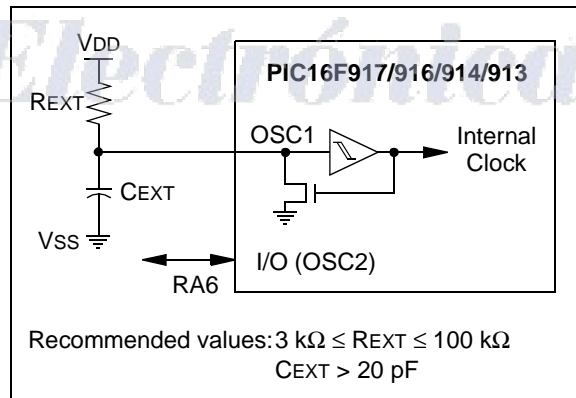 Electrónica
VDD
PIC16F917/916/914/913
REXT
OSC1
Internal
Clock
CEXT
VSS
I/O (OSC2)
RA6
Recommended values: 3 kΩ ≤ REXT ≤ 100 kΩ
CEXT > 20 pF